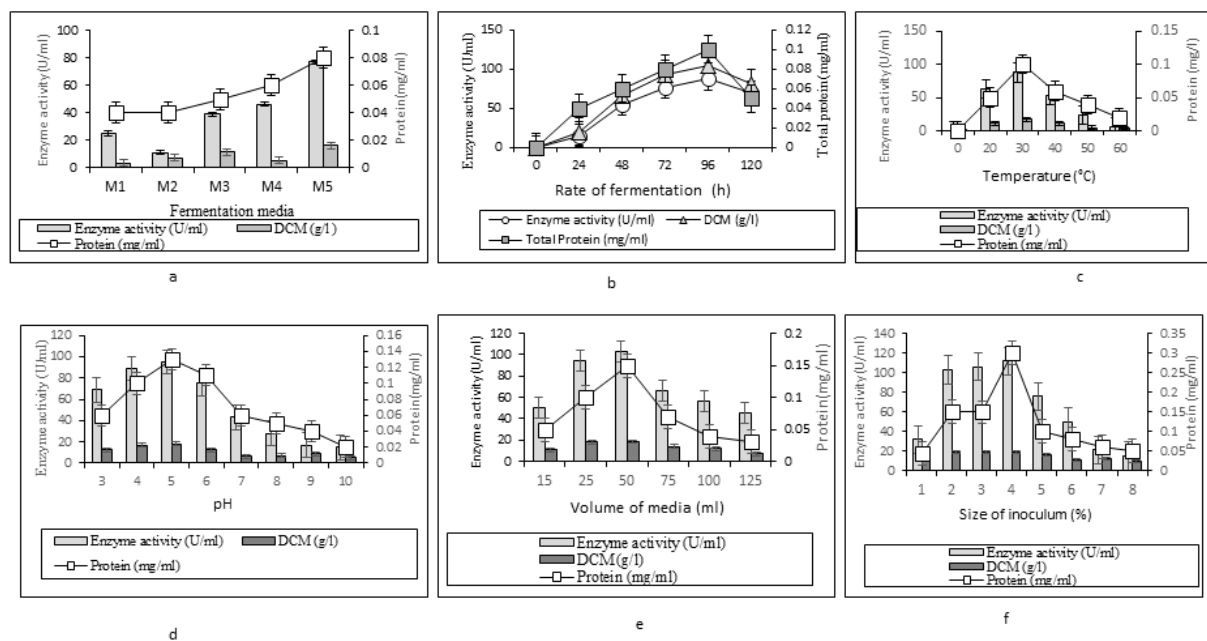 100
80
60
40
20
0
Enzyme activity (U/ml)
0.1
0.08
0.06
0.04
0.02
0
Protein(mg/ml)
M1 M2 M3 M4 M5
Fermentation media
Enzyme activity (U/ml) DCM (g/l)
Protein (mg/ml)
a
150
100
50
0
Enzyme activity (U/ml)
0.12
0.1
0.08
0.06
0.04
0.02
0
Total protein(mg/ml)
0 24 48 72 96 120
Rate of fermentation (h)
Enzyme activity (U/ml) DCM (g/l)
Total Protein (mg/ml)
b
150
100
50
0
Enzyme activity (U/ml)
0.15
0.1
0.05
0
Protein(mg/l)
0 20 30 40 50 60
Temperature (°C)
Enzyme activity (U/ml)
DCM (g/l)
Protein (mg/ml)
c
120
100
80
60
40
20
0
Enzyme activity (U/ml)
0.16
0.14
0.12
0.1
0.08
0.06
0.04
0.02
0
Protein(mg/ml)
3 4 5 6 7 8 9 10
pH
Enzyme activity (U/ml) DCM (g/l)
Protein (mg/ml)
d
120
100
80
60
40
20
0
Enzyme activity (U/ml)
0.2
0.15
0.1
0.05
0
Protein(mg/ml)
15 25 50 75 100 125
Volume of media (ml)
Enzyme activity (U/ml)
DCM (g/l)
Protein (mg/ml)
e
140
120
100
80
60
40
20
0
Enzyme activity (U/ml)
0.35
0.3
0.25
0.2
0.15
0.1
0.05
0
Protein(mg/ml)
1 2 3 4 5 6 7 8
Size of inoculum (%)
Enzyme activity (U/ml)
DCM (g/l)
Protein (mg/ml)
f